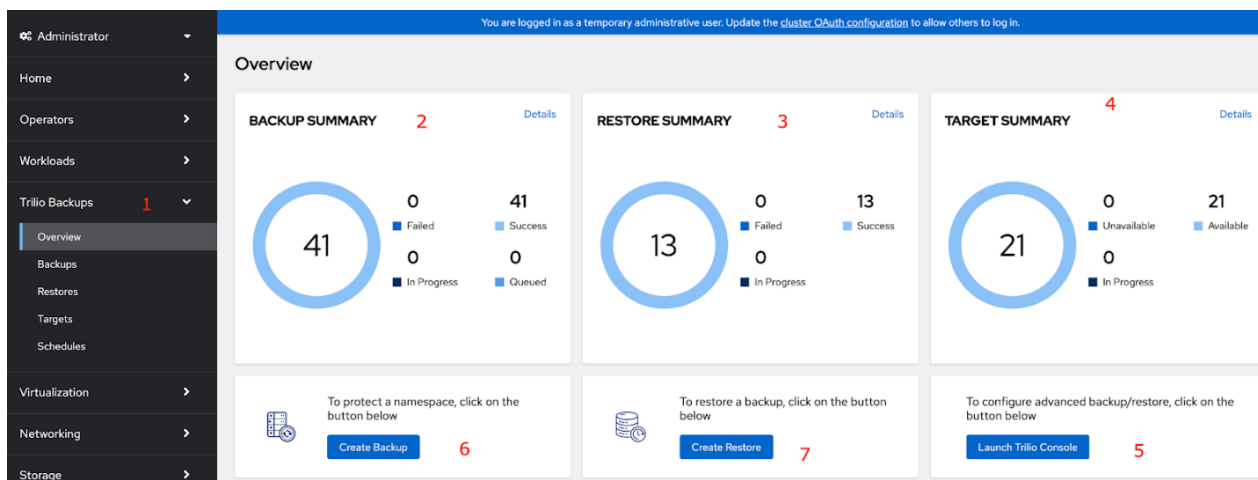 You are logged in as a temporary administrative user. Update the cluster OAuth configuration to allow others to log in.
Administrator
Home
Operators
Workloads
Trilio Backups 1
Overview
Backups
Restores
Targets
Schedules
Virtualization
Networking
Storage
Overview
BACKUP SUMMARY 2 Details
41
0 41
Failed Success
0 0
In Progress Queued
RESTORE SUMMARY 3 Details
13
0 13
Failed Success
0
In Progress
TARGET SUMMARY 4 Details
21
0 21
Unavailable Available
0
In Progress
To protect a namespace, click on the
button below
Create Backup 6
To restore a backup, click on the button
below
Create Restore 7
To configure advanced backup/restore, click on the
button below
Launch Trilio Console 5